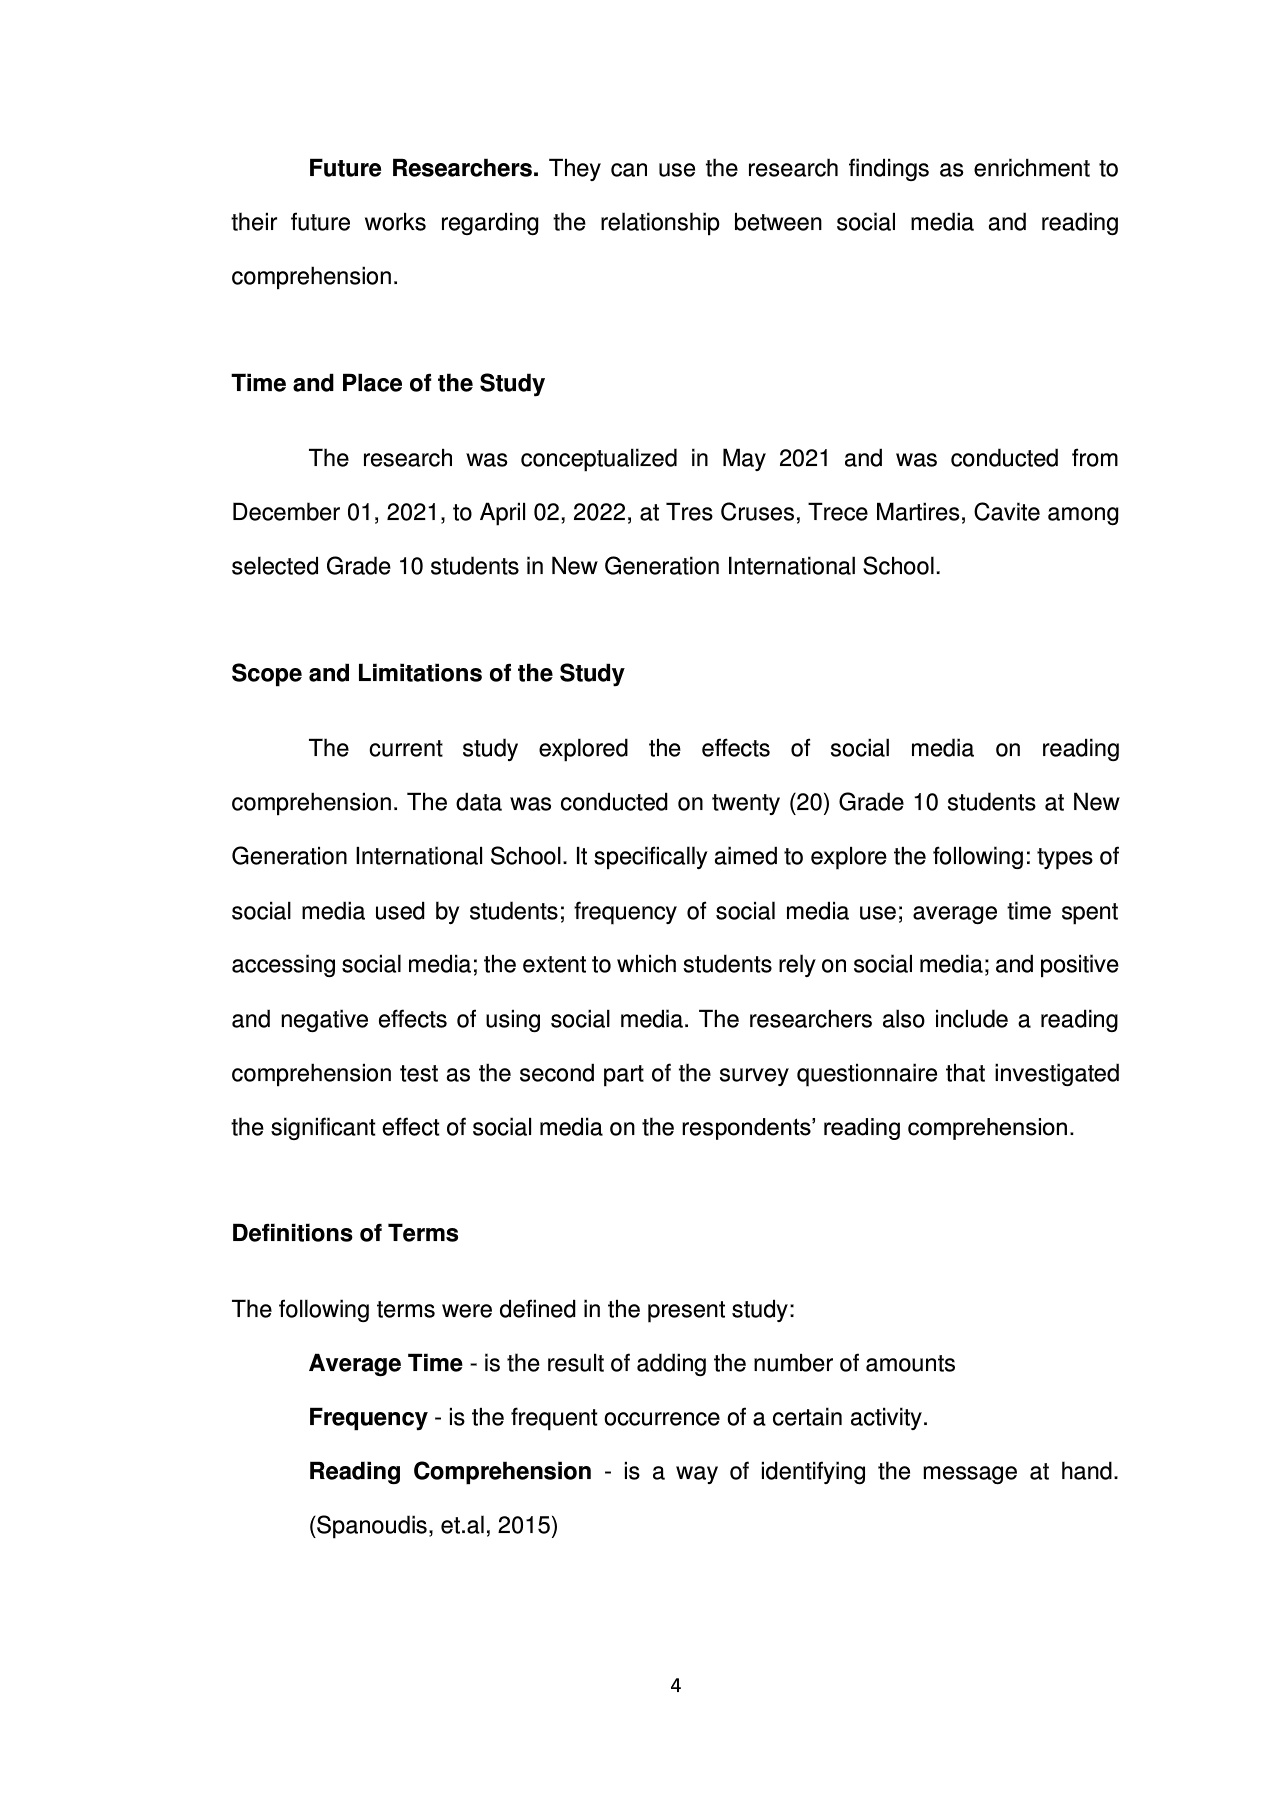 Future Researchers. They can use the research findings as enrichment to
their future works regarding the relationship between social media and reading
comprehension.
Time and Place of the Study
The research was conceptualized in May 2021 and was conducted from
December 01, 2021, to April 02, 2022, at Tres Cruses, Trece Martires, Cavite among
selected Grade 10 students in New Generation International School.
Scope and Limitations of the Study
The current study explored the effects of social media on reading
comprehension. The data was conducted on twenty (20) Grade 10 students at New
Generation International School. It specifically aimed to explore the following: types of
social media used by students; frequency of social media use; average time spent
accessing social media; the extent to which students rely on social media; and positive
and negative effects of using social media. The researchers also include a reading
comprehension test as the second part of the survey questionnaire that investigated
the significant effect of social media on the respondents’ reading comprehension.
Definitions of Terms
The following terms were defined in the present study:
Average Time - is the result of adding the number of amounts
Frequency - is the frequent occurrence of a certain activity.
Reading Comprehension - is a way of identifying the message at hand.
(Spanoudis, et.al, 2015)
4